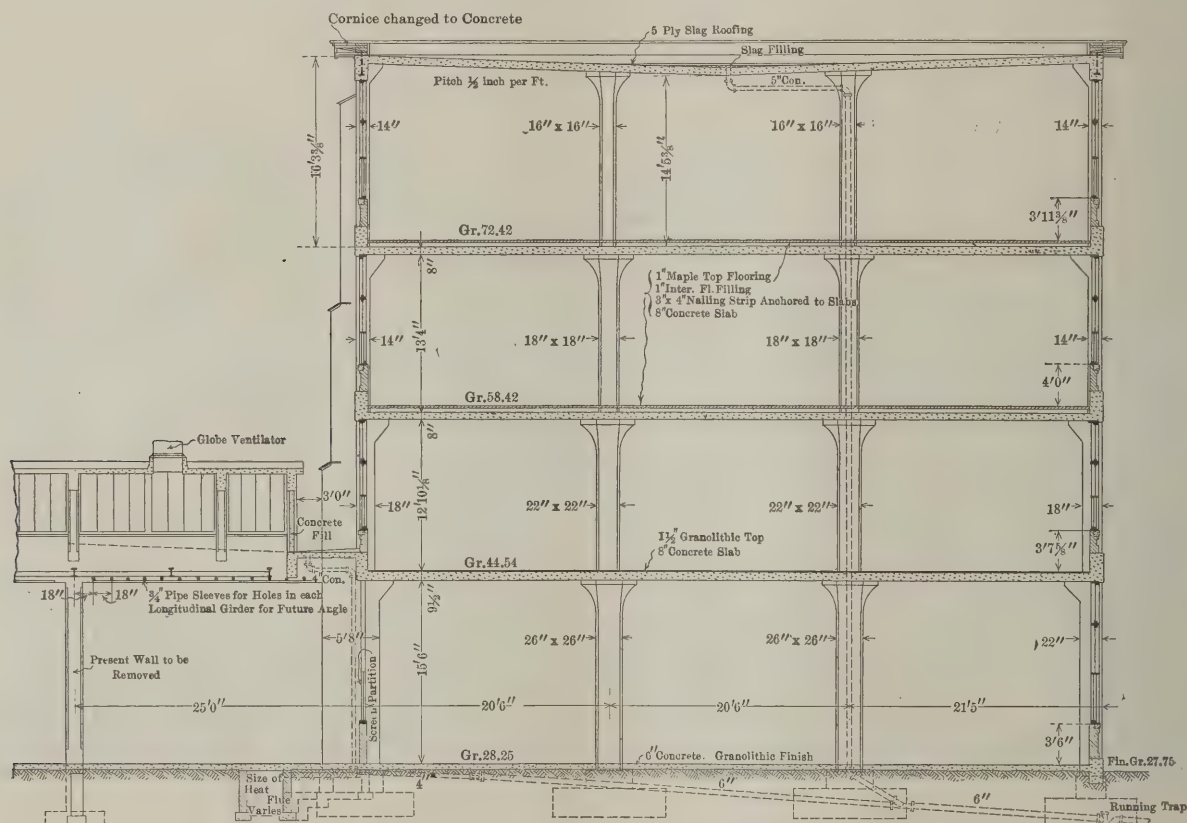 Cornice changed to Concrete
5 Ply Slag Roofing
Slag Filling
Pitch ½ inch per Ft.
5" Con.
14"
16" x 16"
16" x 16"
14"
16'3⅜"
14'5⅜"
3'11⅜"
Gr.72.42
8"
1" Maple Top Flooring
1" Inter. Fl. Filling
3" x 4" Nailing Strip Anchored to Slabs
8" Concrete Slab
14"
13'4"
18" x 18"
18" x 18"
14"
4'0"
Gr.58.42
8"
Globe Ventilator
3'0"
18"
12'10⅛"
22" x 22"
22" x 22"
18"
Concrete
Fill
1½" Granolithic Top
8" Concrete Slab
3'7⅝"
Gr.44.54
4" Con.
18"
18"
¾" Pipe Sleeves for Holes in each
Longitudinal Girder for Future Angle
9½"
5'8"
26" x 26"
26" x 26"
22"
15'6"
Present Wall to be
Removed
Screen Partition
25'0"
20'6"
20'6"
21'5"
3'6"
Gr.28.25
6" Concrete. Granolithic Finish
Fin. Gr. 27.75
Size of
Heat
Flue
Varies
4"
6"
6"
Running Trap